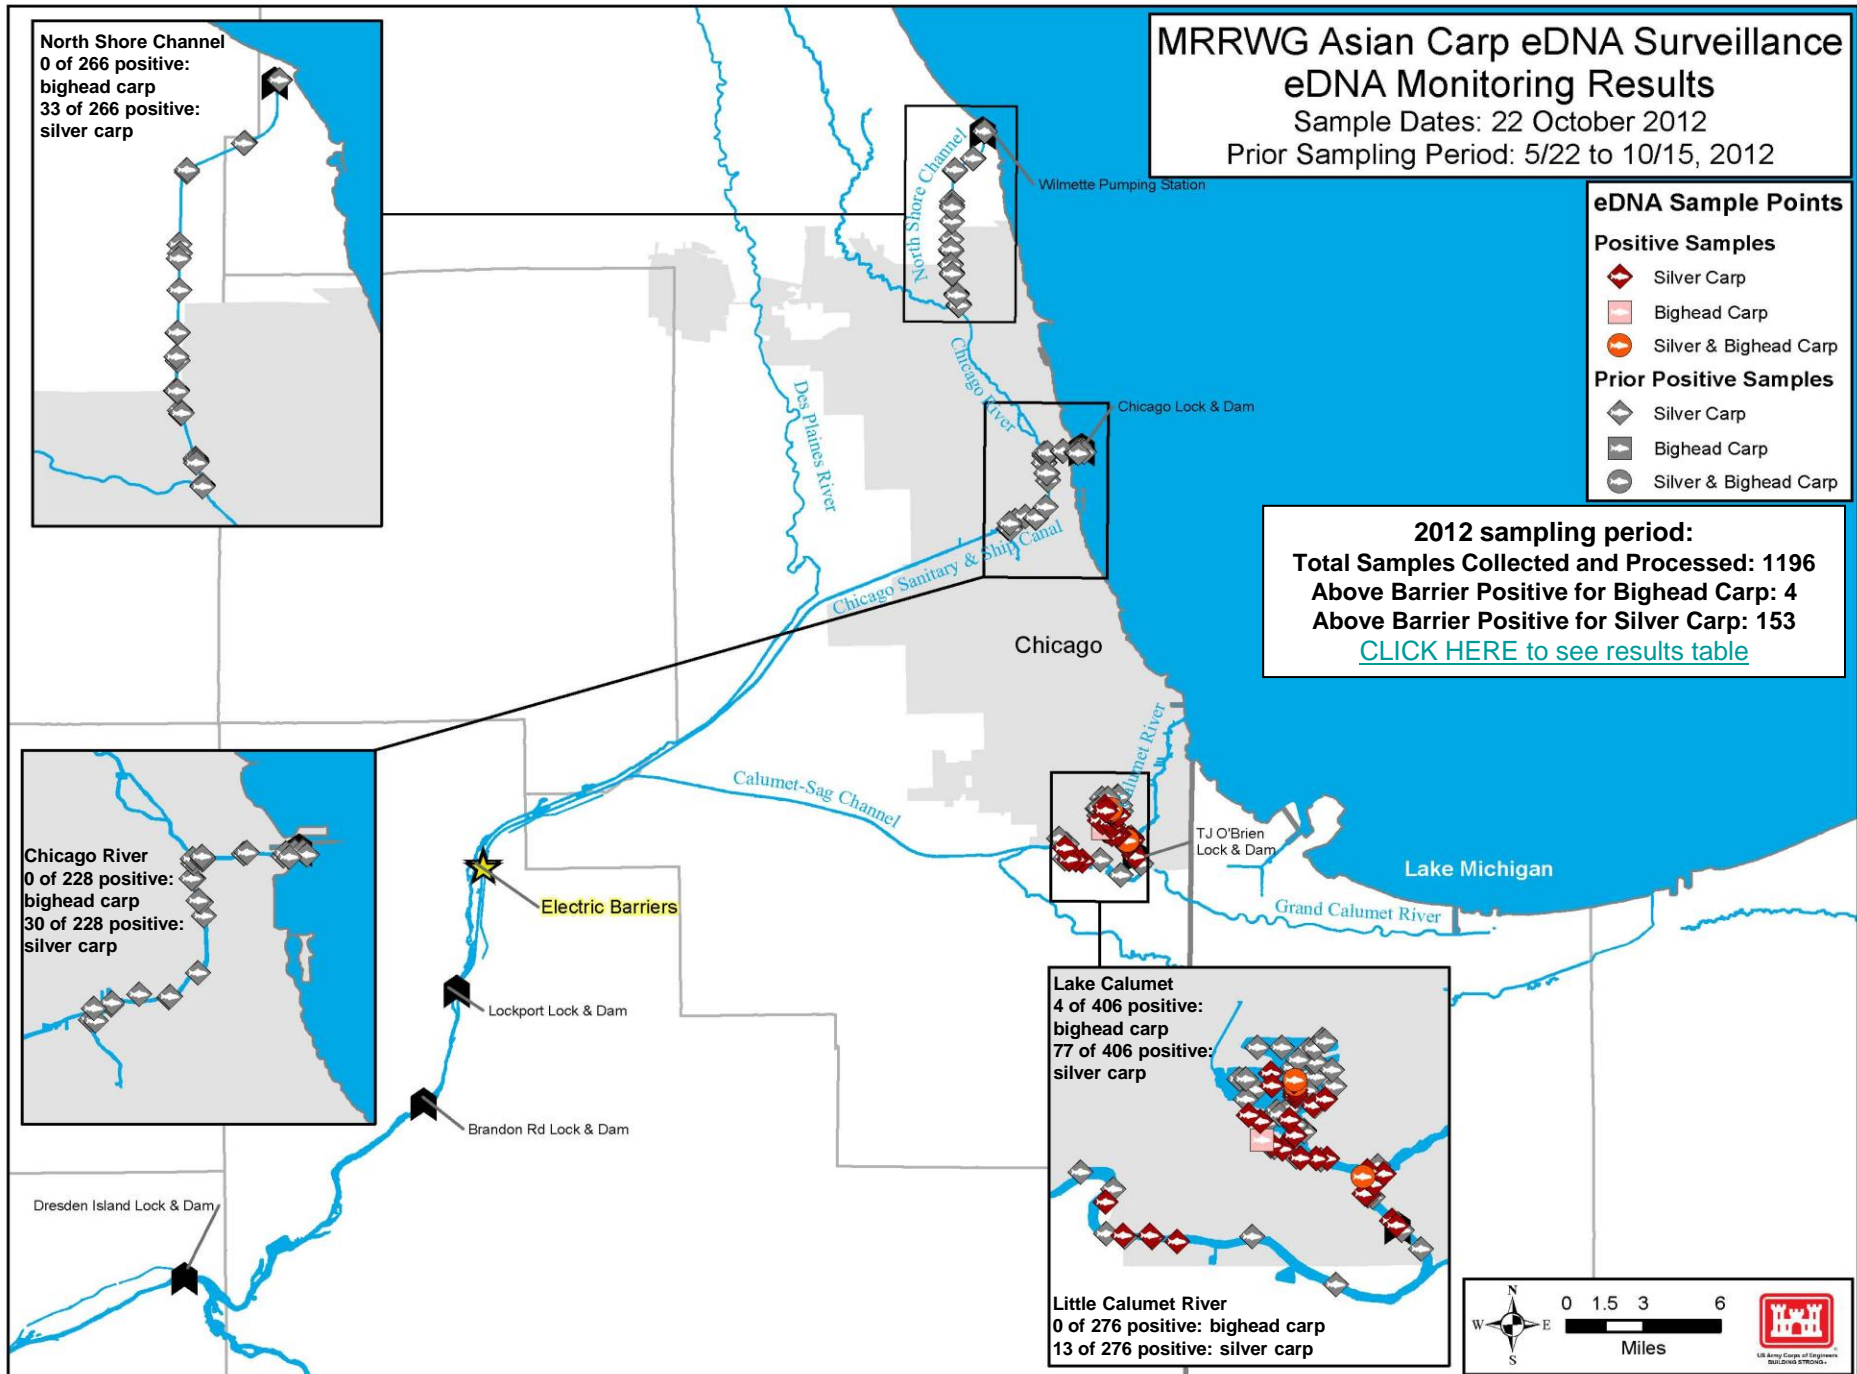 MRRWG Asian Carp eDNA Surveillance
eDNA Monitoring Results
Sample Dates: 22 October 2012
Prior Sampling Period: 5/22 to 10/15, 2012
North Shore Channel
0 of 266 positive:
bighead carp
33 of 266 positive:
silver carp
eDNA Sample Points
Positive Samples
Silver Carp
Bighead Carp
Silver & Bighead Carp
Prior Positive Samples
Silver Carp
Bighead Carp
Silver & Bighead Carp
2012 sampling period:
Total Samples Collected and Processed: 1196
Above Barrier Positive for Bighead Carp: 4
Above Barrier Positive for Silver Carp: 153
CLICK HERE to see results table
North Shore Channel
Wilmette Pumping Station
Chicago River
Des Plaines River
Chicago Lock & Dam
Chicago Sanitary & Ship Canal
Chicago
Calumet River
Calumet-Sag Channel
TJ O'Brien
Lock & Dam
Lake Michigan
Grand Calumet River
Electric Barriers
Lockport Lock & Dam
Brandon Rd Lock & Dam
Dresden Island Lock & Dam
Chicago River
0 of 228 positive:
bighead carp
30 of 228 positive:
silver carp
Lake Calumet
4 of 406 positive:
bighead carp
77 of 406 positive:
silver carp
Little Calumet River
0 of 276 positive: bighead carp
13 of 276 positive: silver carp
N
W E
S
0 1.5 3 6
Miles
US Army Corps of Engineers
BUILDING STRONG®